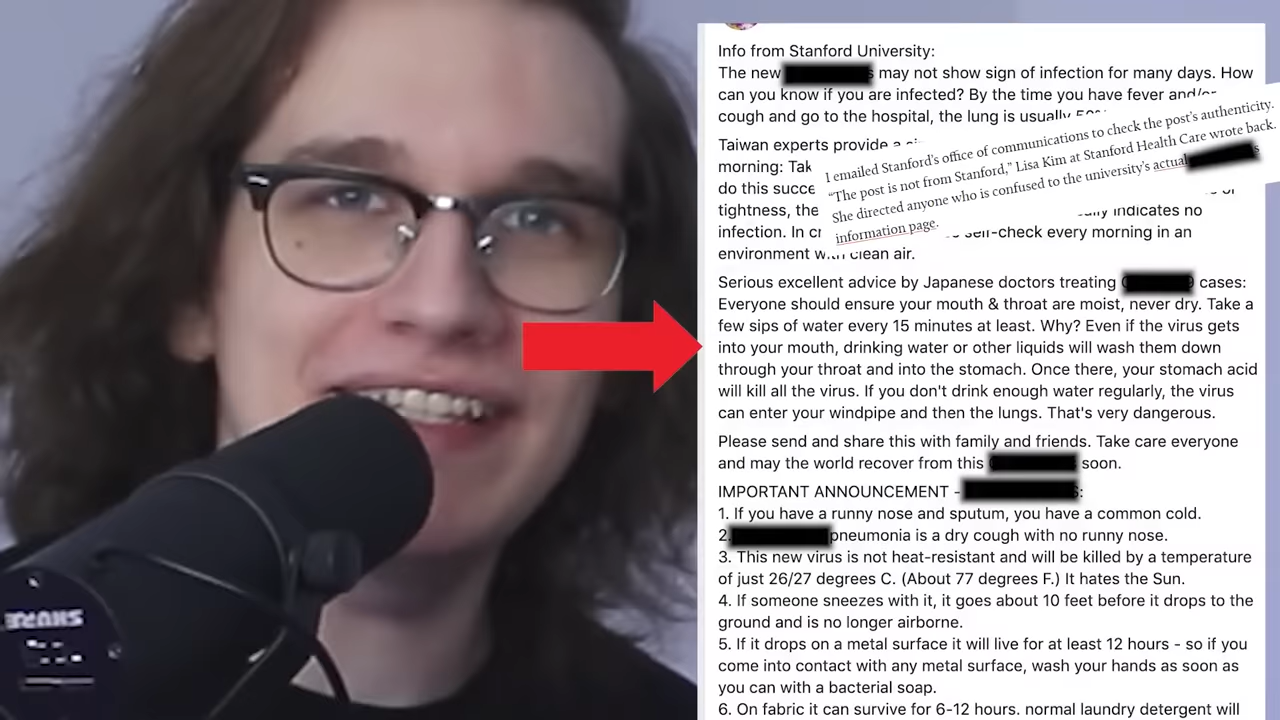 Info from Stanford University:
The new s may not show sign of infection for many days. How
can you know if you are infected? By the time you have fever and/or
cough and go to the hospital, the lung is usually 50%
Taiwan experts provide a
morning: Tak
do this succe
tightness, the
infection. In self-check every morning in an
environment with clean air.
I emailed Stanford's office of communications to check the post's authenticity.
“The post is not from Stanford,” Lisa Kim at Stanford Health Care wrote back.
She directed anyone who is confused to the university's actual s
information page.
indicates no
Serious excellent advice by Japanese doctors treating cases:
Everyone should ensure your mouth & throat are moist, never dry. Take a
few sips of water every 15 minutes at least. Why? Even if the virus gets
into your mouth, drinking water or other liquids will wash them down
through your throat and into the stomach. Once there, your stomach acid
will kill all the virus. If you don't drink enough water regularly, the virus
can enter your windpipe and then the lungs. That's very dangerous.
Please send and share this with family and friends. Take care everyone
and may the world recover from this soon.
IMPORTANT ANNOUNCEMENT - S:
1. If you have a runny nose and sputum, you have a common cold.
2. pneumonia is a dry cough with no runny nose.
3. This new virus is not heat-resistant and will be killed by a temperature
of just 26/27 degrees C. (About 77 degrees F.) It hates the Sun.
4. If someone sneezes with it, it goes about 10 feet before it drops to the
ground and is no longer airborne.
5. If it drops on a metal surface it will live for at least 12 hours - so if you
come into contact with any metal surface, wash your hands as soon as
you can with a bacterial soap.
6. On fabric it can survive for 6-12 hours. normal laundry detergent will